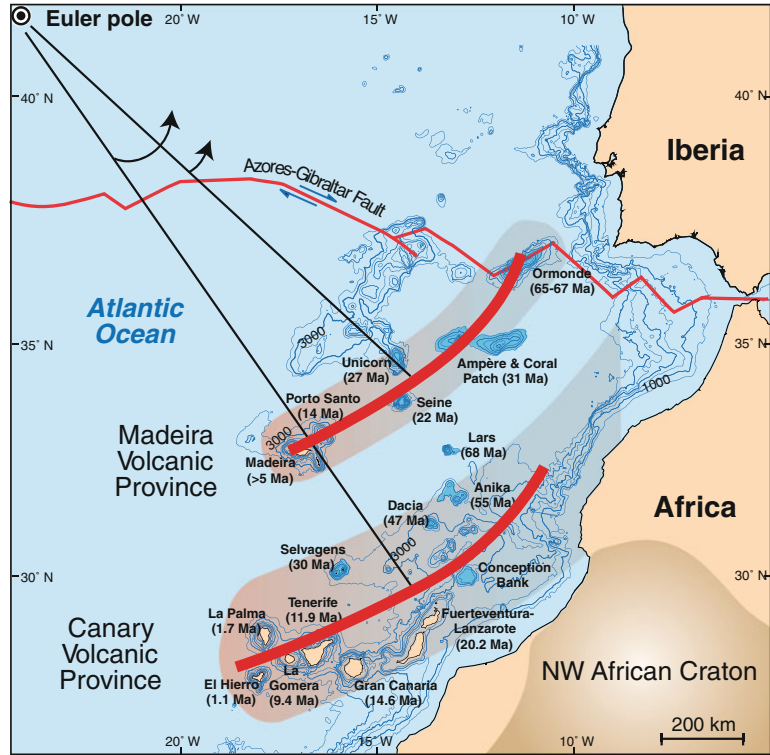 Euler pole
20° W
15° W
10° W
40° N
40° N
Iberia
Azores-Gibraltar Fault
Ormonde
(65-67 Ma)
Atlantic
Ocean
3000
1000
35° N
35° N
Unicorn
(27 Ma)
Ampère & Coral
Patch (31 Ma)
Porto Santo
(14 Ma)
Seine
(22 Ma)
3000
Madeira
Volcanic
Province
Madeira
(>5 Ma)
Lars
(68 Ma)
Anika
(55 Ma)
Dacia
(47 Ma)
Africa
3000
Selvagens
(30 Ma)
30° N
30° N
Conception
Bank
La Palma
(1.7 Ma)
Tenerife
(11.9 Ma)
Fuerteventura-
Lanzarote
(20.2 Ma)
Canary
Volcanic
Province
El Hierro
(1.1 Ma)
La
Gomera
(9.4 Ma)
Gran Canaria
(14.6 Ma)
NW African Craton
20° W
15° W
10° W
200 km